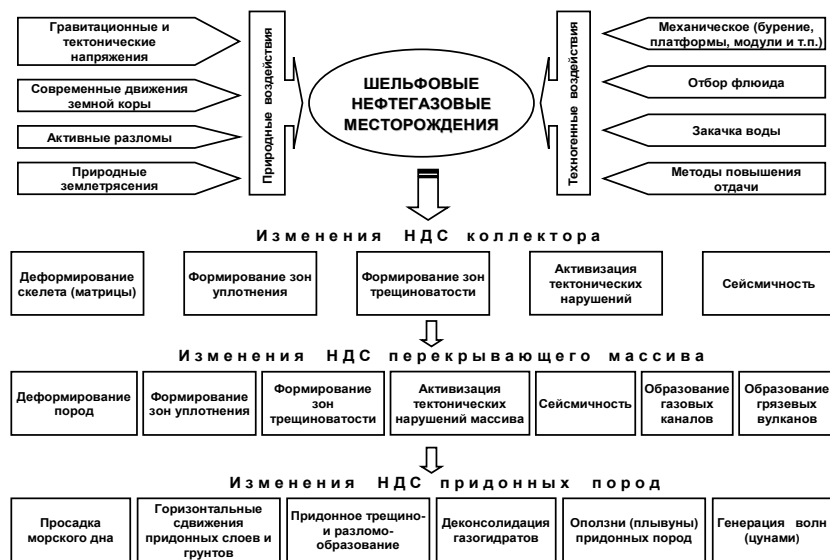 Гравитационные и
тектонические
напряжения
Современные движения
земной коры
Активные разломы
Природные
землетрясения
Природные воздействия
ШЕЛЬФОВЫЕ
НЕФТЕГАЗОВЫЕ
МЕСТОРОЖДЕНИЯ
Техногенные воздействия
Механическое (бурение,
платформы, модули и т.п.)
Отбор флюида
Закачка воды
Методы повышения
отдачи
Изменения НДС коллектора
Деформирование
скелета (матрицы)
Формирование зон
уплотнения
Формирование зон
трещиноватости
Активизация
тектонических
нарушений
Сейсмичность
Изменения НДС перекрывающего массива
Деформирование
пород
Формирование
зон уплотнения
Формирование
зон
трещиноватости
Активизация
тектонических
нарушений массива
Сейсмичность
Образование
газовых
каналов
Образование
грязевых
вулканов
Изменения НДС придонных пород
Просадка
морского дна
Горизонтальные
сдвижения
придонных слоев и
грунтов
Придонное трещино-
и разломо-
образование
Деконсолидация
газогидратов
Оползни (плывуны)
придонных пород
Генерация волн
(цунами)